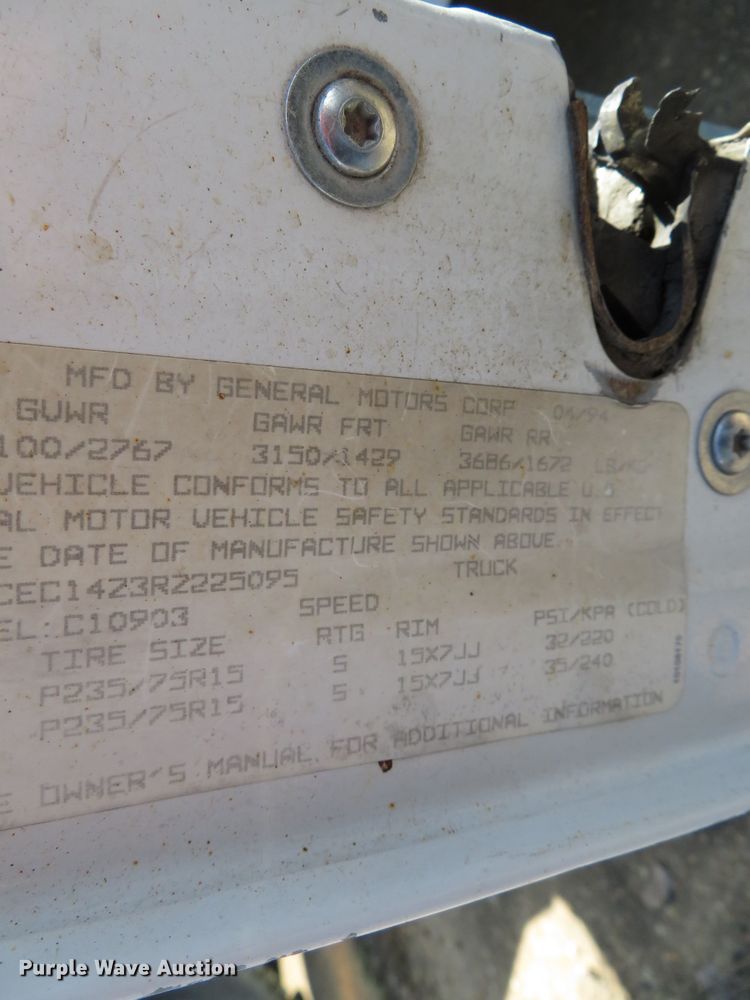 MFD BY GENERAL MOTORS CORP 04/94
GVWR GAWR FRT GAWR RR
100/2767 3150/1429 3686/1672 LB/KG
VEHICLE CONFORMS TO ALL APPLICABLE U.S
AL MOTOR VEHICLE SAFETY STANDARDS IN EFFECT
E DATE OF MANUFACTURE SHOWN ABOVE.
CEC14Z3RZ225095 TRUCK
EL: C10903
TIRE SIZE SPEED RTG RIM PSI/KPA (COLD)
P235/75R15 S 15X7JJ 32/220
P235/75R15 S 15X7JJ 35/240
E OWNER'S MANUAL FOR ADDITIONAL INFORMATION
Purple Wave Auction